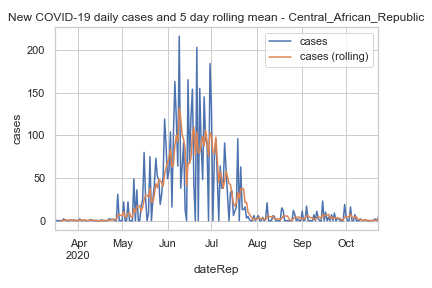 New COVID-19 daily cases and 5 day rolling mean - Central_African_Republic
cases
cases (rolling)
200
150
100
50
0
cases
Apr
2020
May
Jun
Jul
Aug
Sep
Oct
dateRep